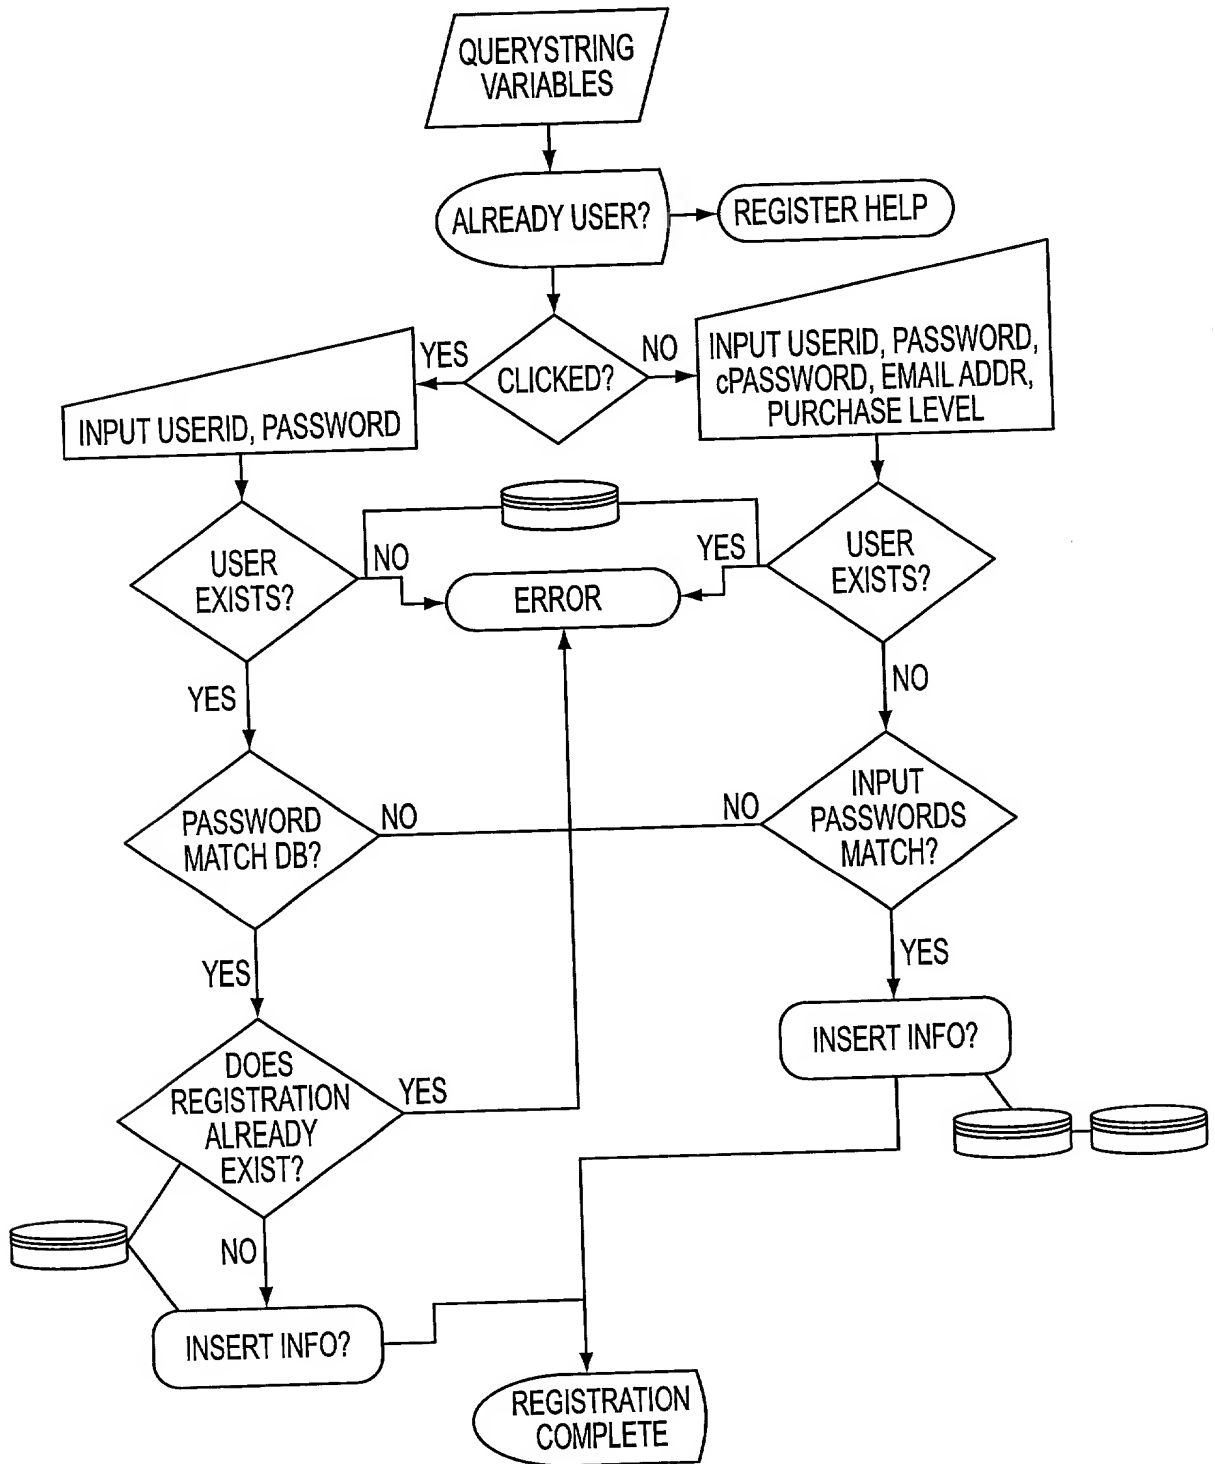 QUERYSTRING
VARIABLES
ALREADY USER?
REGISTER HELP
CLICKED?
YES
NO
INPUT USERID, PASSWORD
INPUT USERID, PASSWORD,
cPASSWORD, EMAIL ADDR,
PURCHASE LEVEL
USER
EXISTS?
NO
ERROR
YES
USER
EXISTS?
YES
NO
PASSWORD
MATCH DB?
NO
NO
INPUT
PASSWORDS
MATCH?
YES
YES
INSERT INFO?
DOES
REGISTRATION
ALREADY
EXIST?
YES
NO
INSERT INFO?
REGISTRATION
COMPLETE